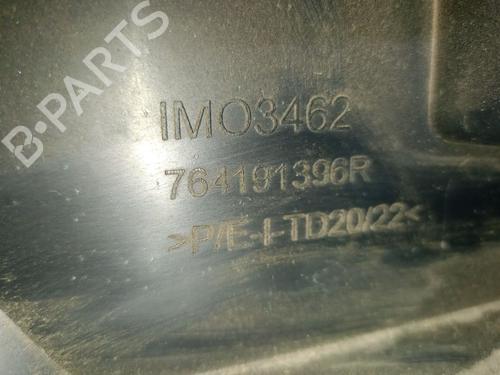 B-PARTS
IMO3462
764191396R
>P/E-I-TD20/22<